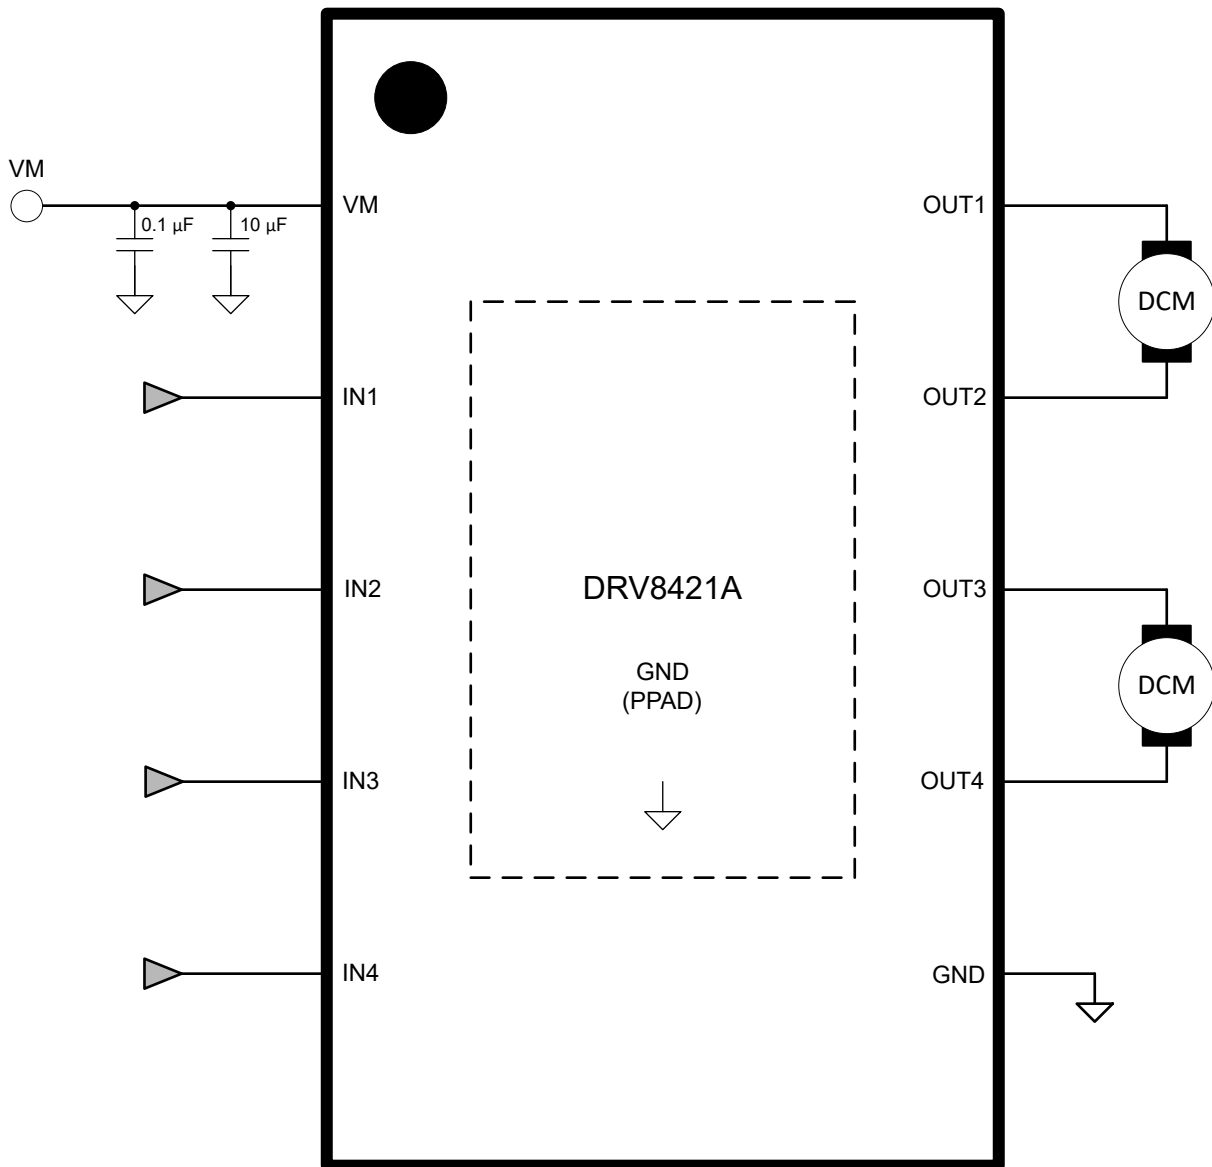 VM
0.1 µF
10 µF
VM
OUT1
DCM
IN1
OUT2
IN2
DRV8421A
OUT3
GND
(PPAD)
DCM
IN3
OUT4
IN4
GND